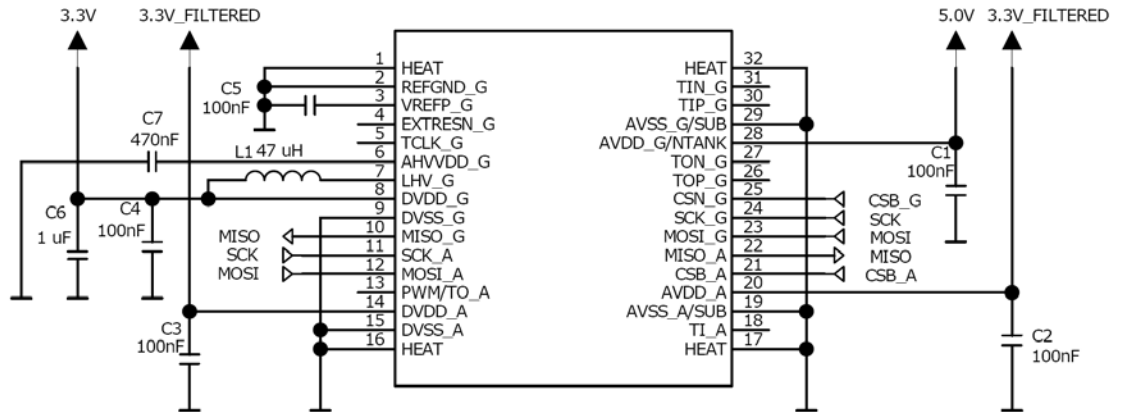 3.3V 3.3V_FILTERED 5.0V 3.3V_FILTERED
1 HEAT HEAT 32
2 REFGND_G TIN_G 31
C5
100nF
3 VREFP_G TIP_G 30
4 EXTRESN_G AVSS_G/SUB 29
C7
470nF
5 TCLK_G AVDD_G/NTANK 28
L1 47 uH
6 AHVVDD_G TON_G 27
C1
100nF
7 LHV_G TOP_G 26
8 DVDD_G CSN_G 25 CSB_G
C6
1 uF
C4
100nF
9 DVSS_G SCK_G 24 SCK
MISO 10 MISO_G MOSI_G 23 MOSI
SCK 11 SCK_A MISO_A 22 MISO
MOSI 12 MOSI_A CSB_A 21 CSB_A
13 PWM/TO_A AVDD_A 20
14 DVDD_A AVSS_A/SUB 19
C3
100nF
15 DVSS_A TI_A 18
16 HEAT HEAT 17
C2
100nF